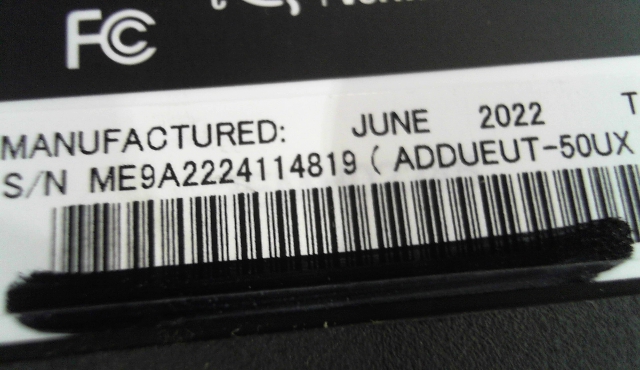 FC
MANUFACTURED: JUNE 2022 T
S/N ME9A2224114819 ( ADDUEUT-50UX